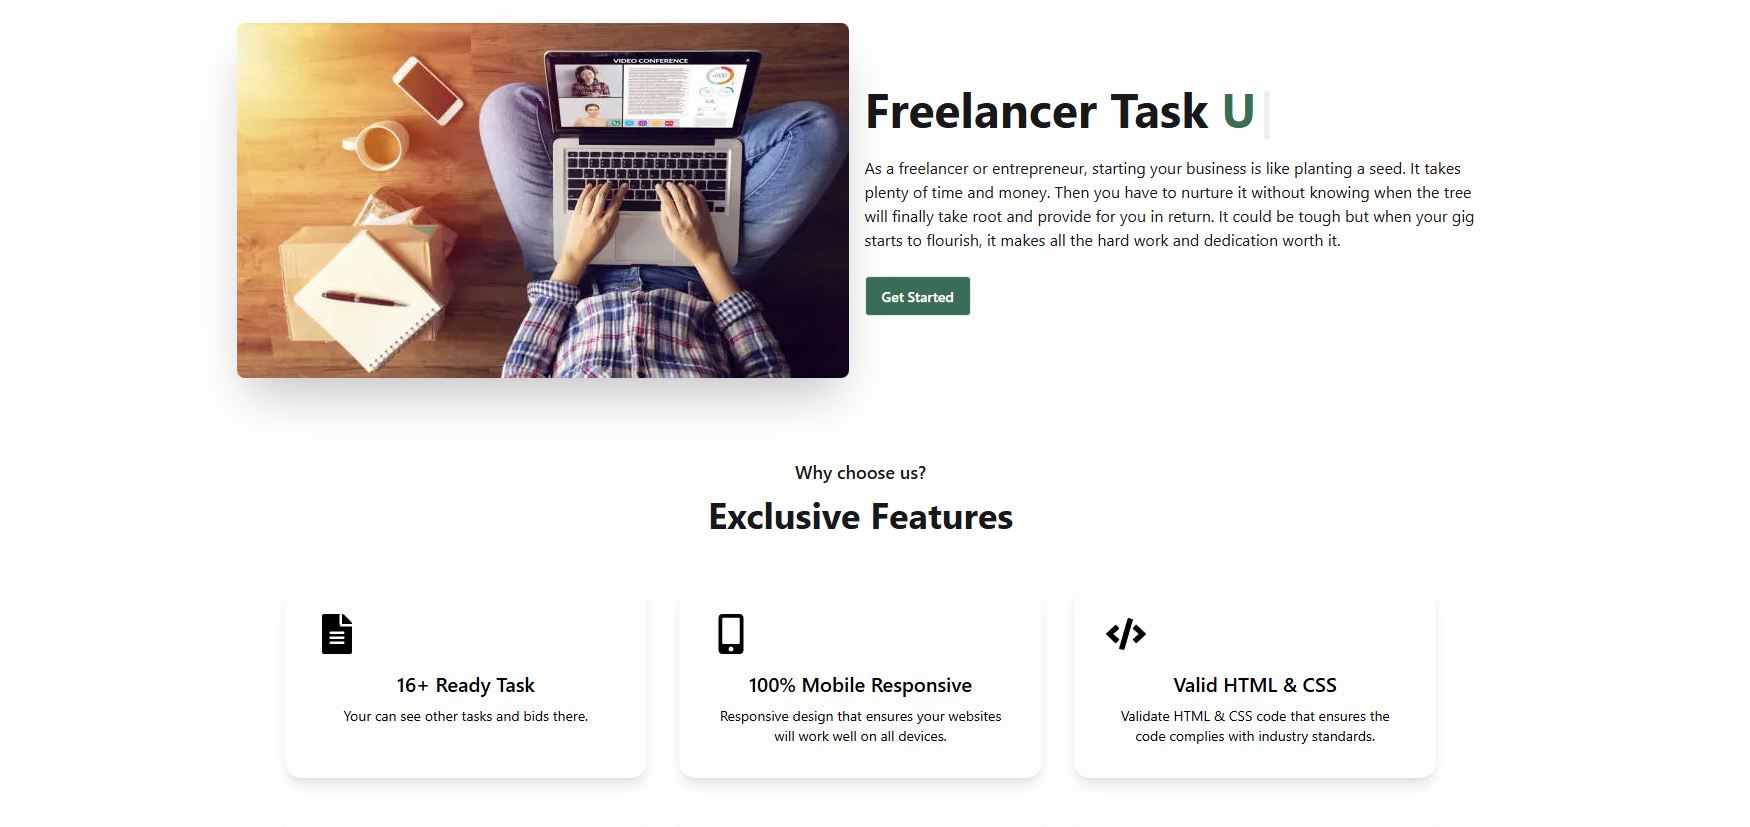 VIDEO CONFERENCE
Freelancer Task U
As a freelancer or entrepreneur, starting your business is like planting a seed. It takes
plenty of time and money. Then you have to nurture it without knowing when the tree
will finally take root and provide for you in return. It could be tough but when your gig
starts to flourish, it makes all the hard work and dedication worth it.
Get Started
Why choose us?
Exclusive Features
16+ Ready Task
Your can see other tasks and bids there.
100% Mobile Responsive
Responsive design that ensures your websites
will work well on all devices.
Valid HTML & CSS
Validate HTML & CSS code that ensures the
code complies with industry standards.